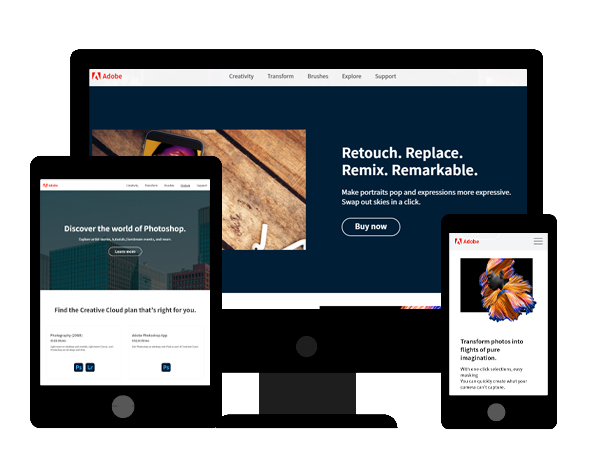 Adobe
Creativity Transform Brushes Explore Support
Retouch. Replace.
Remix. Remarkable.
Make portraits pop and expressions more expressive.
Swap out skies in a click.
Buy now
Adobe
Creativity Transform Brushes Explore Support
Discover the world of Photoshop.
Explore artist stories, tutorials, livestream events, and more.
Learn more
Find the Creative Cloud plan that's right for you.
Photography (20GB)
Adobe Photoshop App
Ps Lr
Ps
Adobe
Transform photos into
flights of pure
imagination.
With one-click selections, easy
masking
You can quickly create what your
camera can't capture.